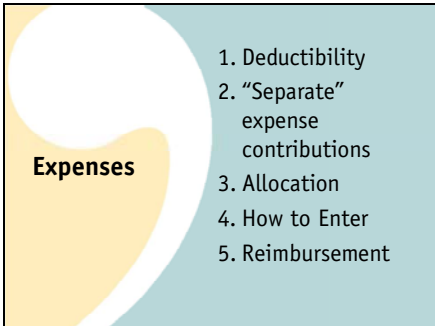 Expenses
1. Deductibility
2. “Separate”
expense
contributions
3. Allocation
4. How to Enter
5. Reimbursement